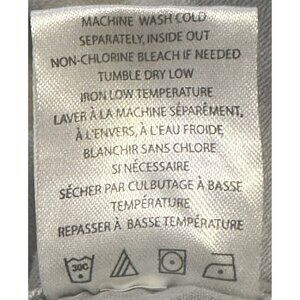 MACHINE WASH COLD
SEPARATELY, INSIDE OUT
NON-CHLORINE BLEACH IF NEEDED
TUMBLE DRY LOW
IRON LOW TEMPERATURE
LAVER À LA MACHINE SÉPARÉMENT,
À L'ENVERS, À L'EAU FROIDE
BLANCHIR SANS CHLORE
SI NÉCESSAIRE
SÉCHER PAR CULBUTAGE À BASSE
TEMPÉRATURE
REPASSER À BASSE TEMPÉRATURE
30C